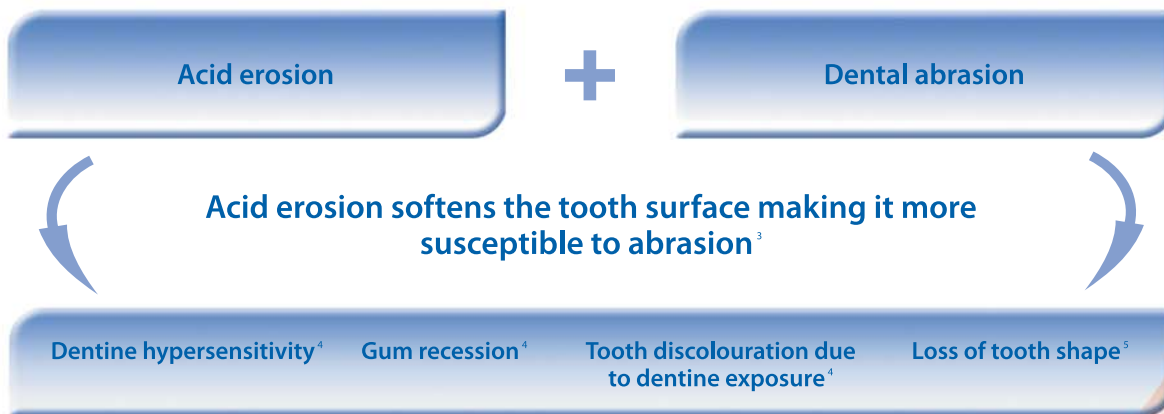 Acid erosion
+
Dental abrasion
Acid erosion softens the tooth surface making it more
susceptible to abrasion 3
Dentine hypersensitivity 4
Gum recession 4
Tooth discolouration due
to dentine exposure 4
Loss of tooth shape 5